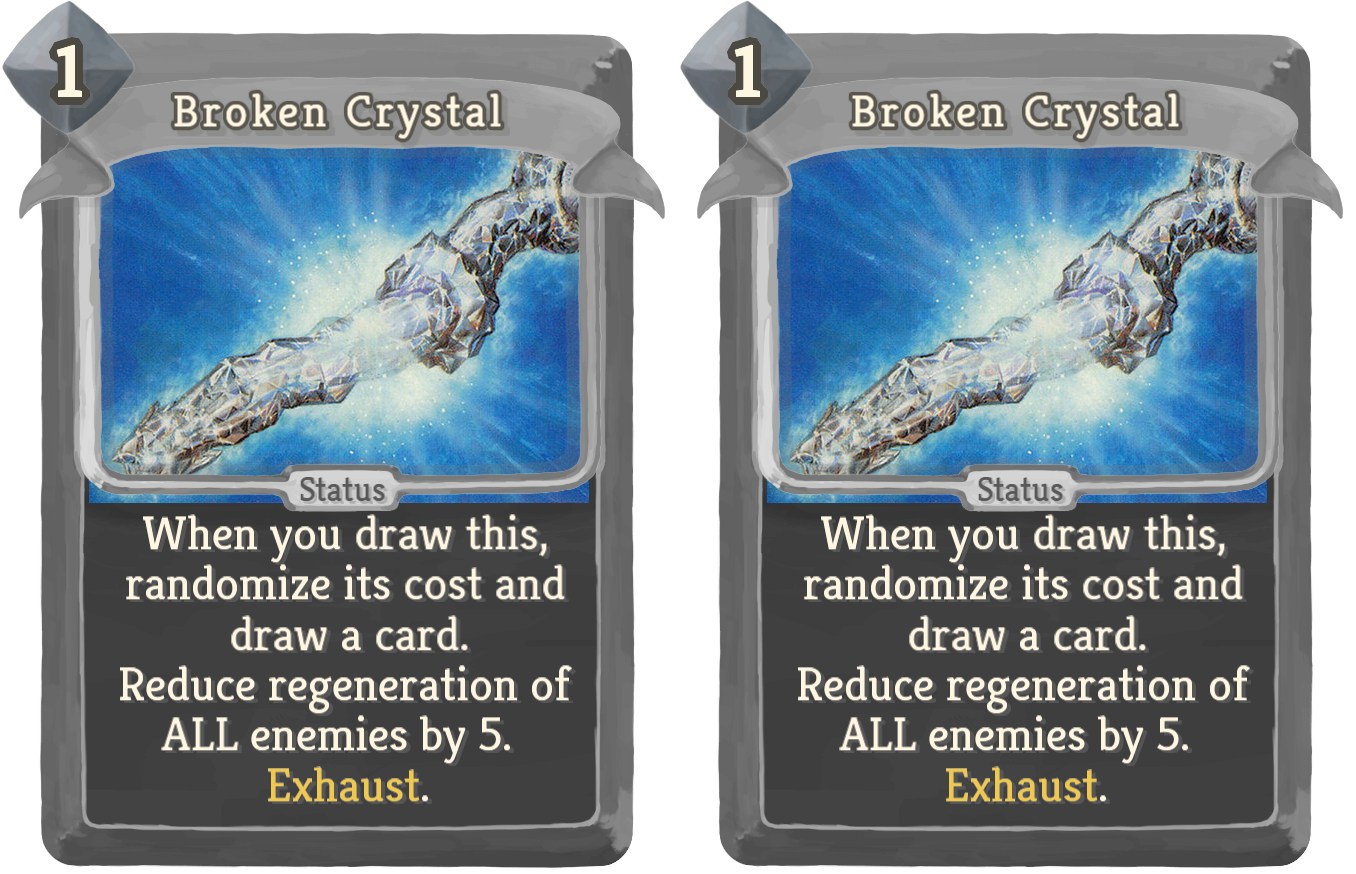 1
Broken Crystal
Status
When you draw this,
randomize its cost and
draw a card.
Reduce regeneration of
ALL enemies by 5.
Exhaust.
1
Broken Crystal
Status
When you draw this,
randomize its cost and
draw a card.
Reduce regeneration of
ALL enemies by 5.
Exhaust.